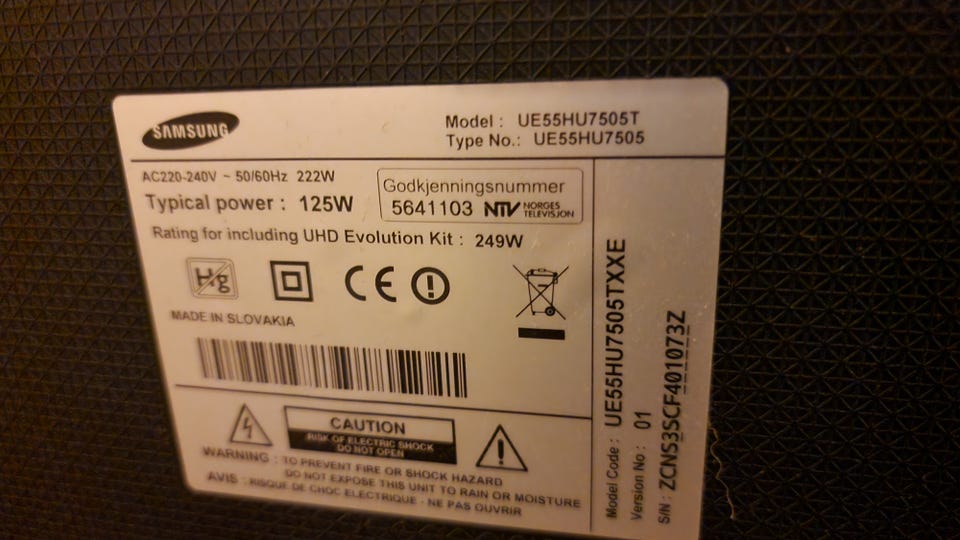 SAMSUNG
Model : UE55HU7505T
Type No.: UE55HU7505
AC220-240V ~ 50/60Hz 222W
Typical power : 125W
Godkjenningsnummer
5641103 NTV NORGES TELEVISJON
Rating for including UHD Evolution Kit : 249W
Hg
CE
MADE IN SLOVAKIA
CAUTION
RISK OF ELECTRIC SHOCK
DO NOT OPEN
WARNING : TO PREVENT FIRE OR SHOCK HAZARD
DO NOT EXPOSE THIS UNIT TO RAIN OR MOISTURE
AVIS : RISQUE DE CHOC ELECTRIQUE - NE PAS OUVRIR
Model Code : UE55HU7505TXXE
Version No : 01
S/N : ZCNS3SCF401073Z